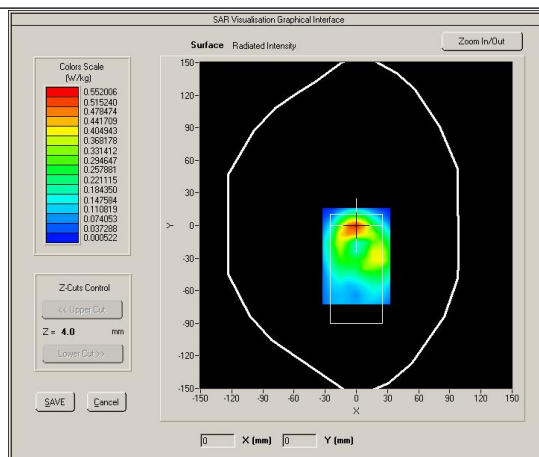 SAR Visualisation Graphical Interface
Surface Radiated Intensity
Zoom In/Out
Colors Scale
(W/kg)
0.552006
0.515240
0.478474
0.441709
0.404943
0.368178
0.331412
0.294647
0.257881
0.221115
0.184350
0.147584
0.110819
0.074053
0.037288
0.000522
Z-Cuts Control
<< Upper Cut
Z = 4.0 mm
Lower Cut >>
SAVE Cancel
150
120
90
60
30
0
-30
-60
-90
-120
-150
Y
-150 -120 -90 -60 -30 0 30 60 90 120 150
X
0 X (mm) 0 Y (mm)